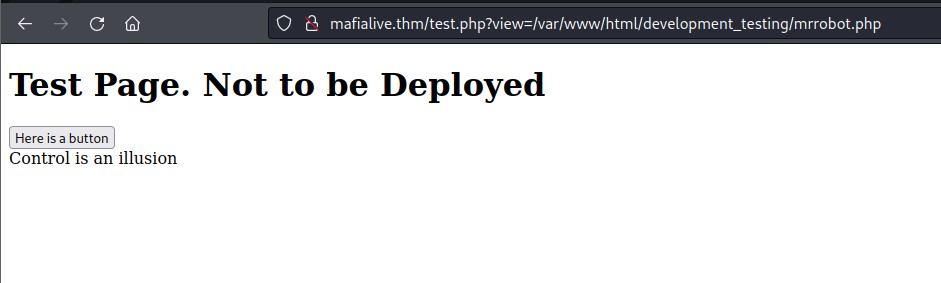 mafialive.thm/test.php?view=/var/www/html/development_testing/mrrobot.php
Test Page. Not to be Deployed
Here is a button
Control is an illusion